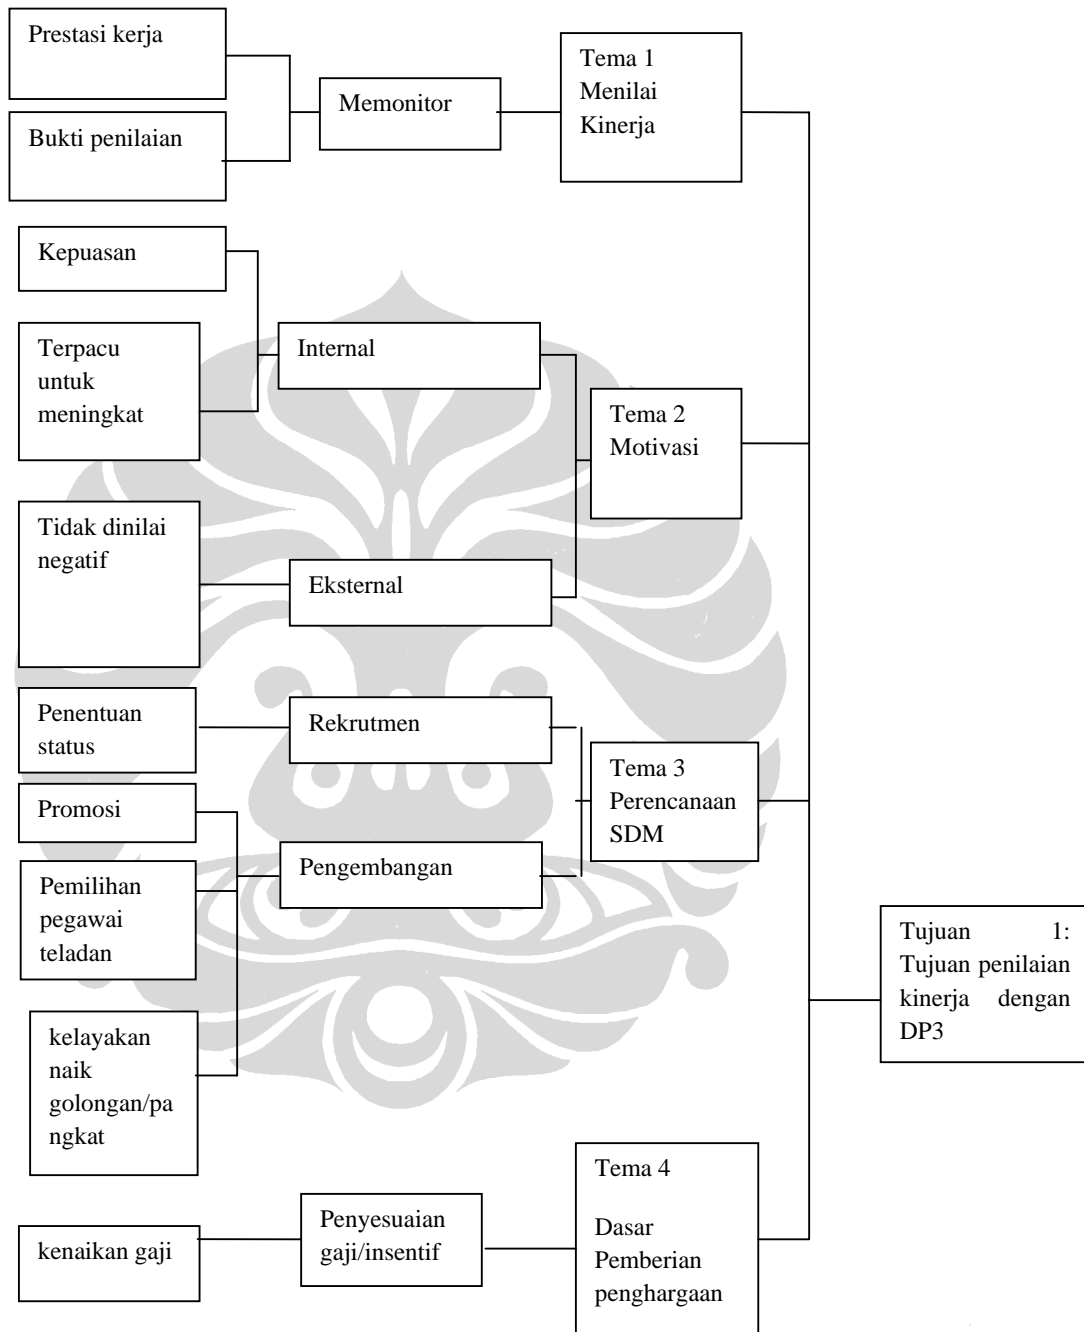 Prestasi kerja
Bukti penilaian
Memonitor
Tema 1
Menilai
Kinerja
Kepuasan
Terpacu
untuk
meningkat
Internal
Tidak dinilai
negatif
Eksternal
Tema 2
Motivasi
Penentuan
status
Rekrutmen
Promosi
Pemilihan
pegawai
teladan
kelayakan
naik
golongan/pa
ngkat
Pengembangan
Tema 3
Perencanaan
SDM
kenaikan gaji
Penyesuaian
gaji/insentif
Tema 4
Dasar
Pemberian
penghargaan
Tujuan 1:
Tujuan penilaian
kinerja dengan
DP3